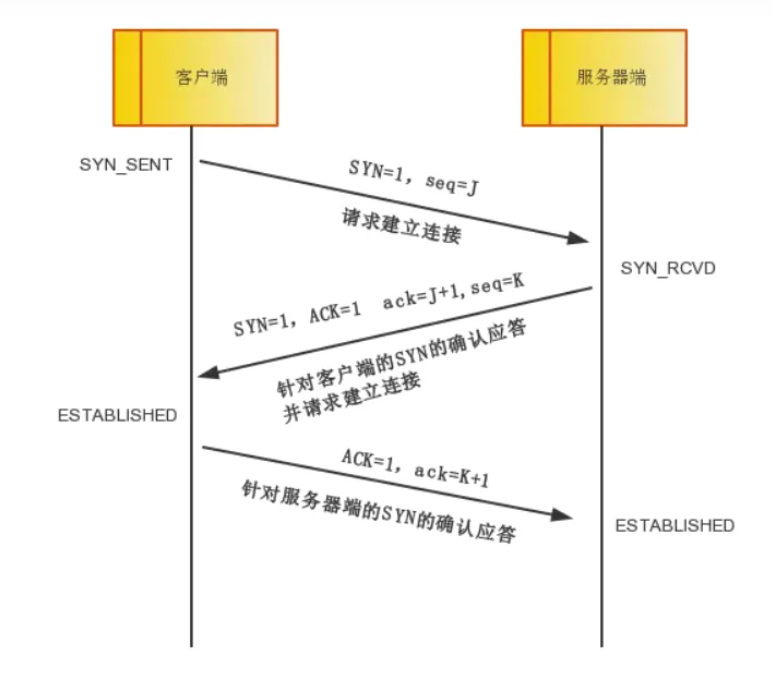 客户端
服务器端
SYN_SENT
SYN=1, seq=J
请求建立连接
SYN_RCVD
SYN=1, ACK=1 ack=J+1,seq=K
针对客户端的SYN的确认应答
并请求建立连接
ESTABLISHED
ACK=1, ack=K+1
针对服务器端的SYN的确认应答
ESTABLISHED